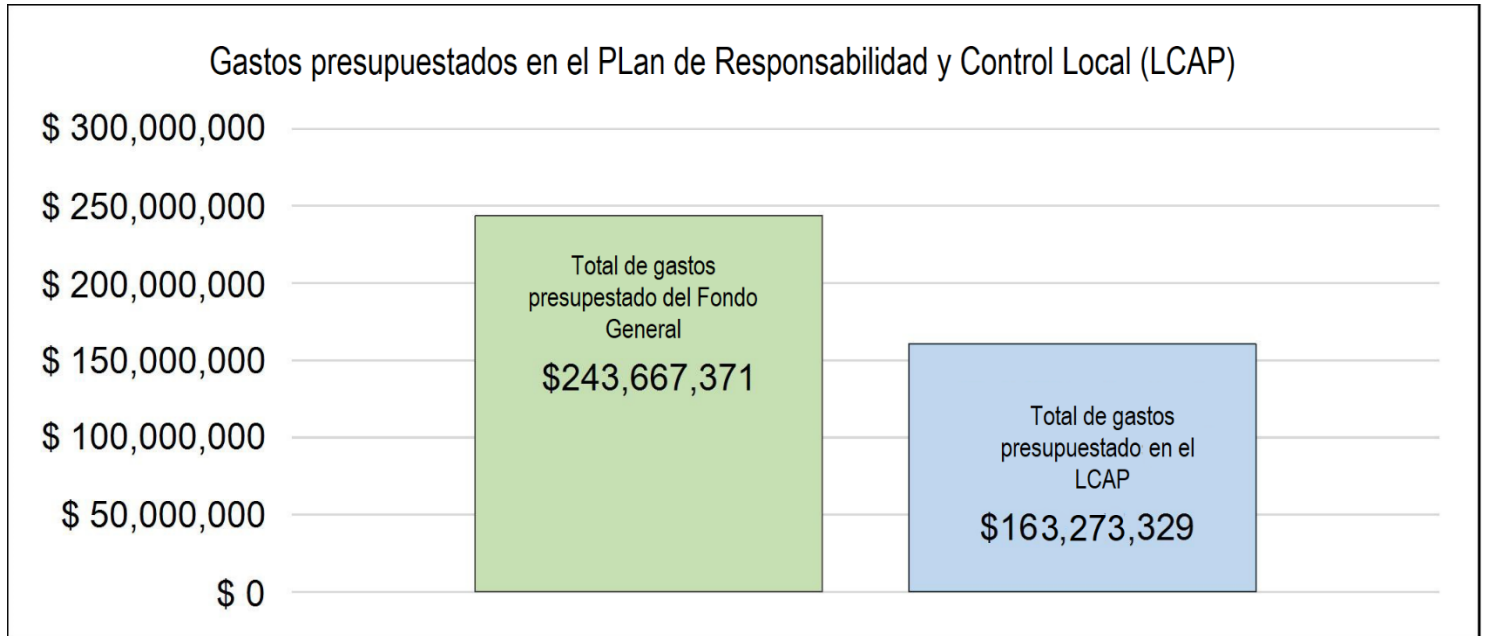 Gastos presupuestados en el PLan de Responsabilidad y Control Local (LCAP)
$ 300,000,000
$ 250,000,000
$ 200,000,000
$ 150,000,000
$ 100,000,000
$ 50,000,000
$ 0
Total de gastos
presupestado del Fondo
General
$243,667,371
Total de gastos
presupuestado en el
LCAP
$163,273,329